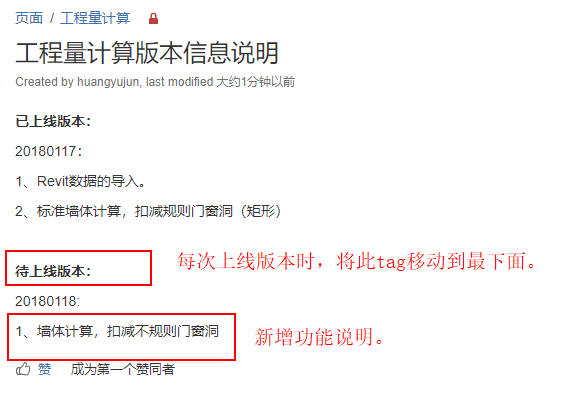 页面 / 工程量计算
工程量计算版本信息说明
Created by huangyujun, last modified 大约1分钟以前
已上线版本：
20180117：
1、Revit数据的导入。
2、标准墙体计算，扣减规则门窗洞（矩形）
待上线版本：
每次上线版本时，将此tag移动到最下面。
20180118:
1、墙体计算，扣减不规则门窗洞
新增功能说明。
赞 成为第一个赞同者